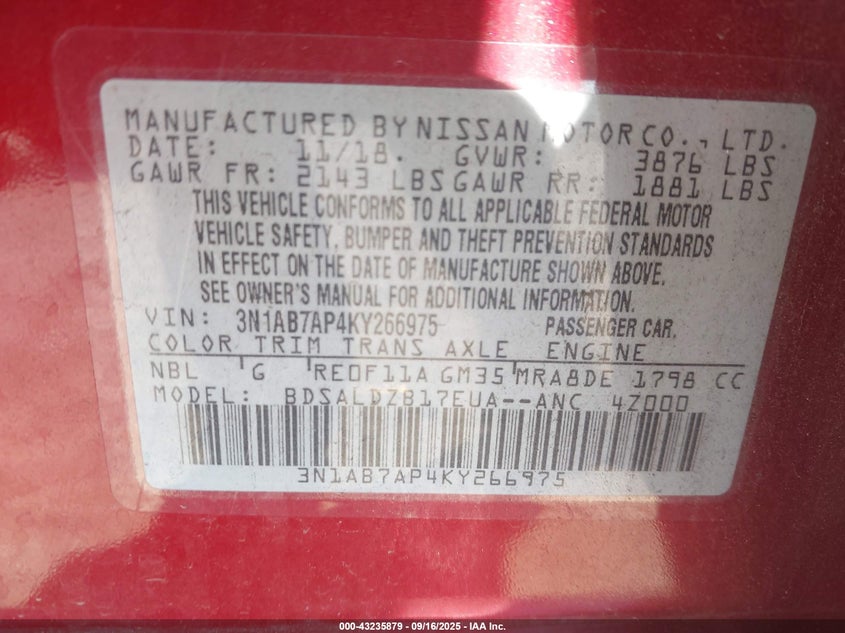 MANUFACTURED BY NISSAN MOTOR CO., LTD.
DATE: 11/18. GVWR: 3876 LBS
GAWR FR: 2143 LBS GAWR RR: 1881 LBS
THIS VEHICLE CONFORMS TO ALL APPLICABLE FEDERAL MOTOR
VEHICLE SAFETY, BUMPER AND THEFT PREVENTION STANDARDS
IN EFFECT ON THE DATE OF MANUFACTURE SHOWN ABOVE.
SEE OWNER'S MANUAL FOR ADDITIONAL INFORMATION.
VIN: 3N1AB7AP4KY266975 PASSENGER CAR.
COLOR TRIM TRANS AXLE ENGINE
NBL G RE0F11A GM35 MRA8DE 1798 CC
MODEL: BDSALDZB17EUA--ANC 4Z000
3N1AB7AP4KY266975
000-43235879 - 09/16/2025 - IAA Inc.